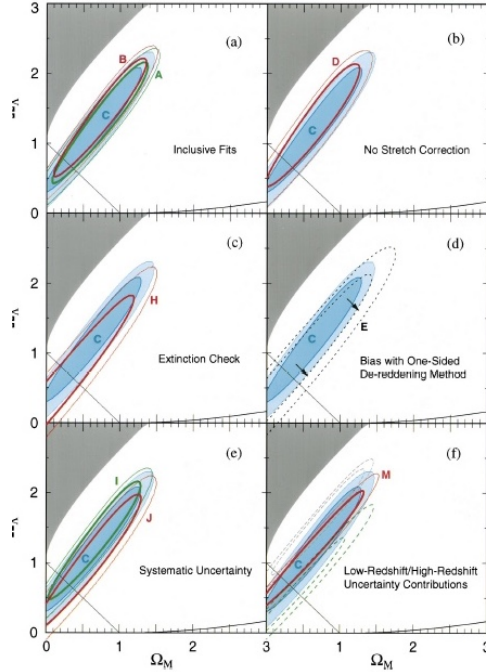 3
(a)
B
A
2
C
1
Inclusive Fits
0
(b)
D
C
No Stretch Correction
3
(c)
2
H
C
1
Extinction Check
0
(d)
C
E
Bias with One-Sided
De-reddening Method
3
(e)
I
2
J
C
1
Systematic Uncertainty
0
0
1
2
Ω_M
(f)
M
C
Low-Redshift/High-Redshift
Uncertainty Contributions
3
1
2
3
Ω_M